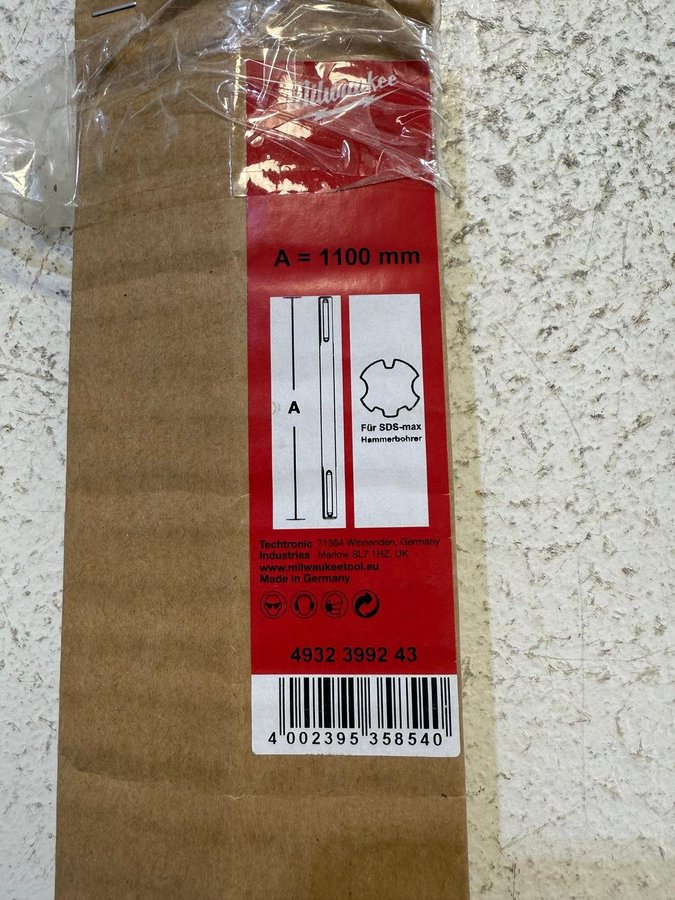 Milwaukee
A = 1100 mm
A
Für SDS-max
Hammerbohrer
Techtronic 71364 Winnenden, Germany
Industries Marlow SL7 1HZ, UK
www.milwaukeetool.eu
Made in Germany
4932 3992 43
4 002395 358540